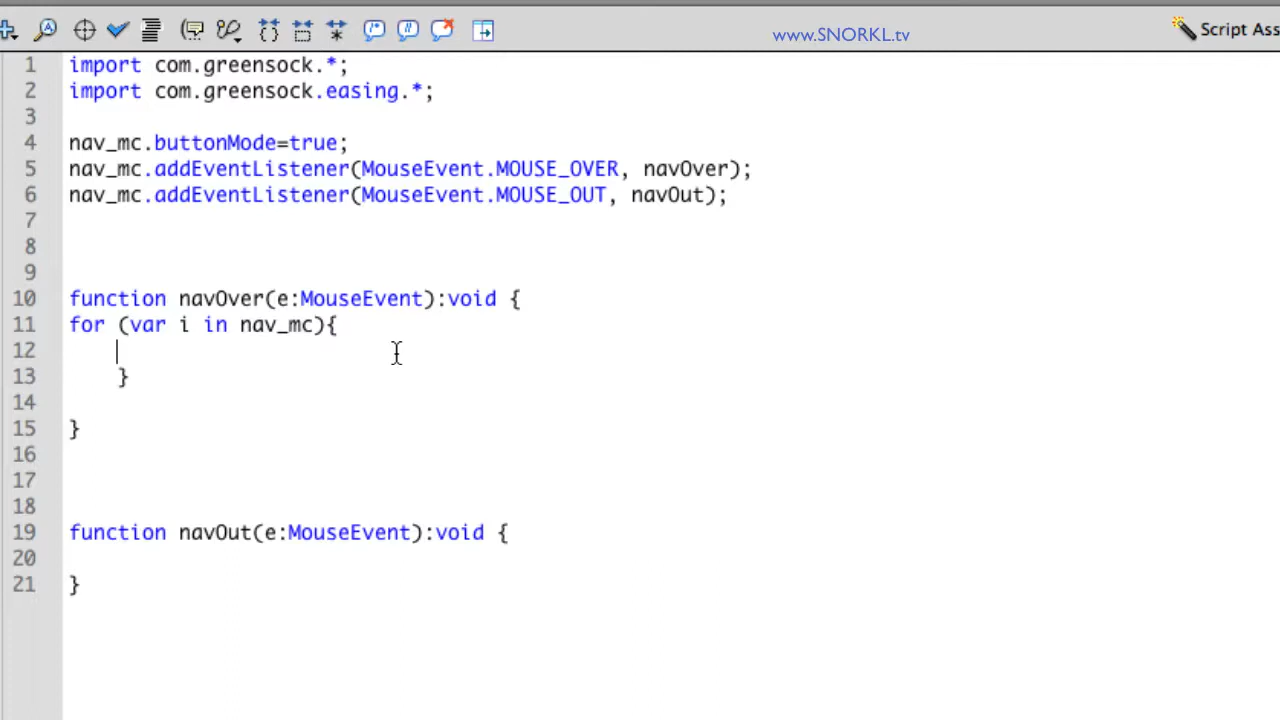 www.SNORKL.tv
Script Ass
1 import com.greensock.*;
2 import com.greensock.easing.*;
3
4 nav_mc.buttonMode=true;
5 nav_mc.addEventListener(MouseEvent.MOUSE_OVER, navOver);
6 nav_mc.addEventListener(MouseEvent.MOUSE_OUT, navOut);
7
8
9
10 function navOver(e:MouseEvent):void {
11 for (var i in nav_mc){
12
13 }
14
15 }
16
17
18
19 function navOut(e:MouseEvent):void {
20
21 }